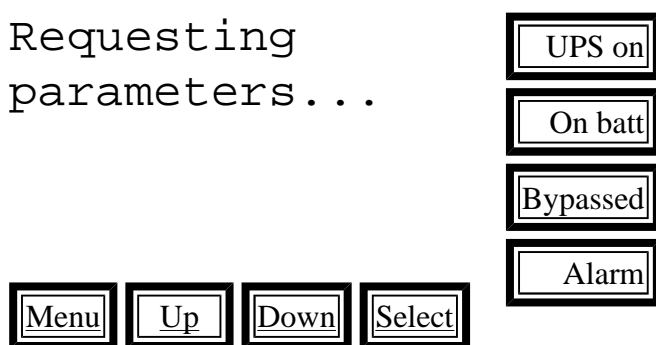 Requesting
parameters...
UPS on
On batt
Bypassed
Alarm
Menu Up Down Select